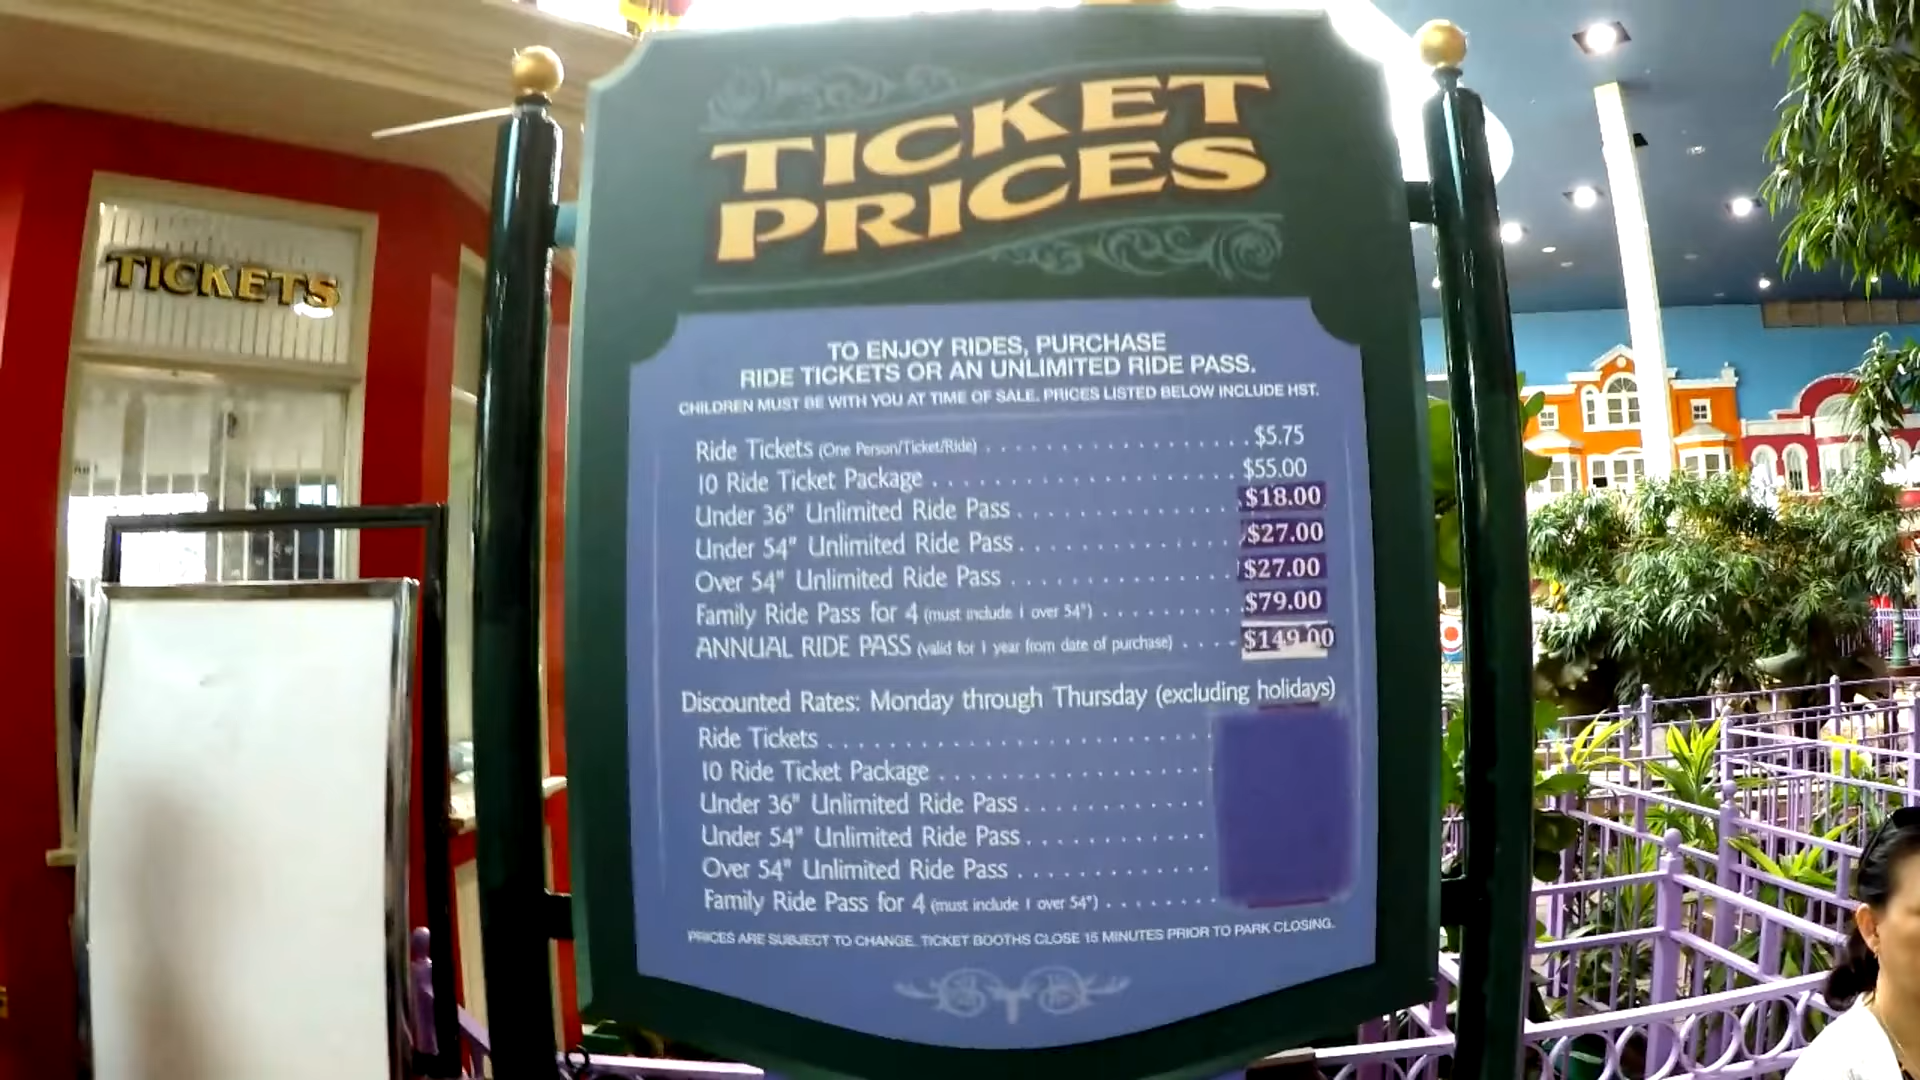 TICKETS
TICKET
PRICES
TO ENJOY RIDES, PURCHASE
RIDE TICKETS OR AN UNLIMITED RIDE PASS.
CHILDREN MUST BE WITH YOU AT TIME OF SALE. PRICES LISTED BELOW INCLUDE HST.
Ride Tickets (One Person/Ticket/Ride) . . . . . . . . . . . . . . . . . . $5.75
10 Ride Ticket Package . . . . . . . . . . . . . . . . . . . . . $55.00
Under 36" Unlimited Ride Pass . . . . . . . . . . . . . . . $18.00
Under 54" Unlimited Ride Pass . . . . . . . . . . . . . . . $27.00
Over 54" Unlimited Ride Pass . . . . . . . . . . . . . . . $27.00
Family Ride Pass for 4 (must include 1 over 54") . . . . . . . . . . $79.00
ANNUAL RIDE PASS (valid for 1 year from date of purchase) . . . . $149.00
Discounted Rates: Monday through Thursday (excluding holidays)
Ride Tickets . . . . . . . . . . . . . . . . . . . . . . . . . .
10 Ride Ticket Package . . . . . . . . . . . . . . . . . .
Under 36" Unlimited Ride Pass . . . . . . . . . . . .
Under 54" Unlimited Ride Pass . . . . . . . . . . . .
Over 54" Unlimited Ride Pass . . . . . . . . . . . . .
Family Ride Pass for 4 (must include 1 over 54") . . . . . . . .
PRICES ARE SUBJECT TO CHANGE. TICKET BOOTHS CLOSE 15 MINUTES PRIOR TO PARK CLOSING.